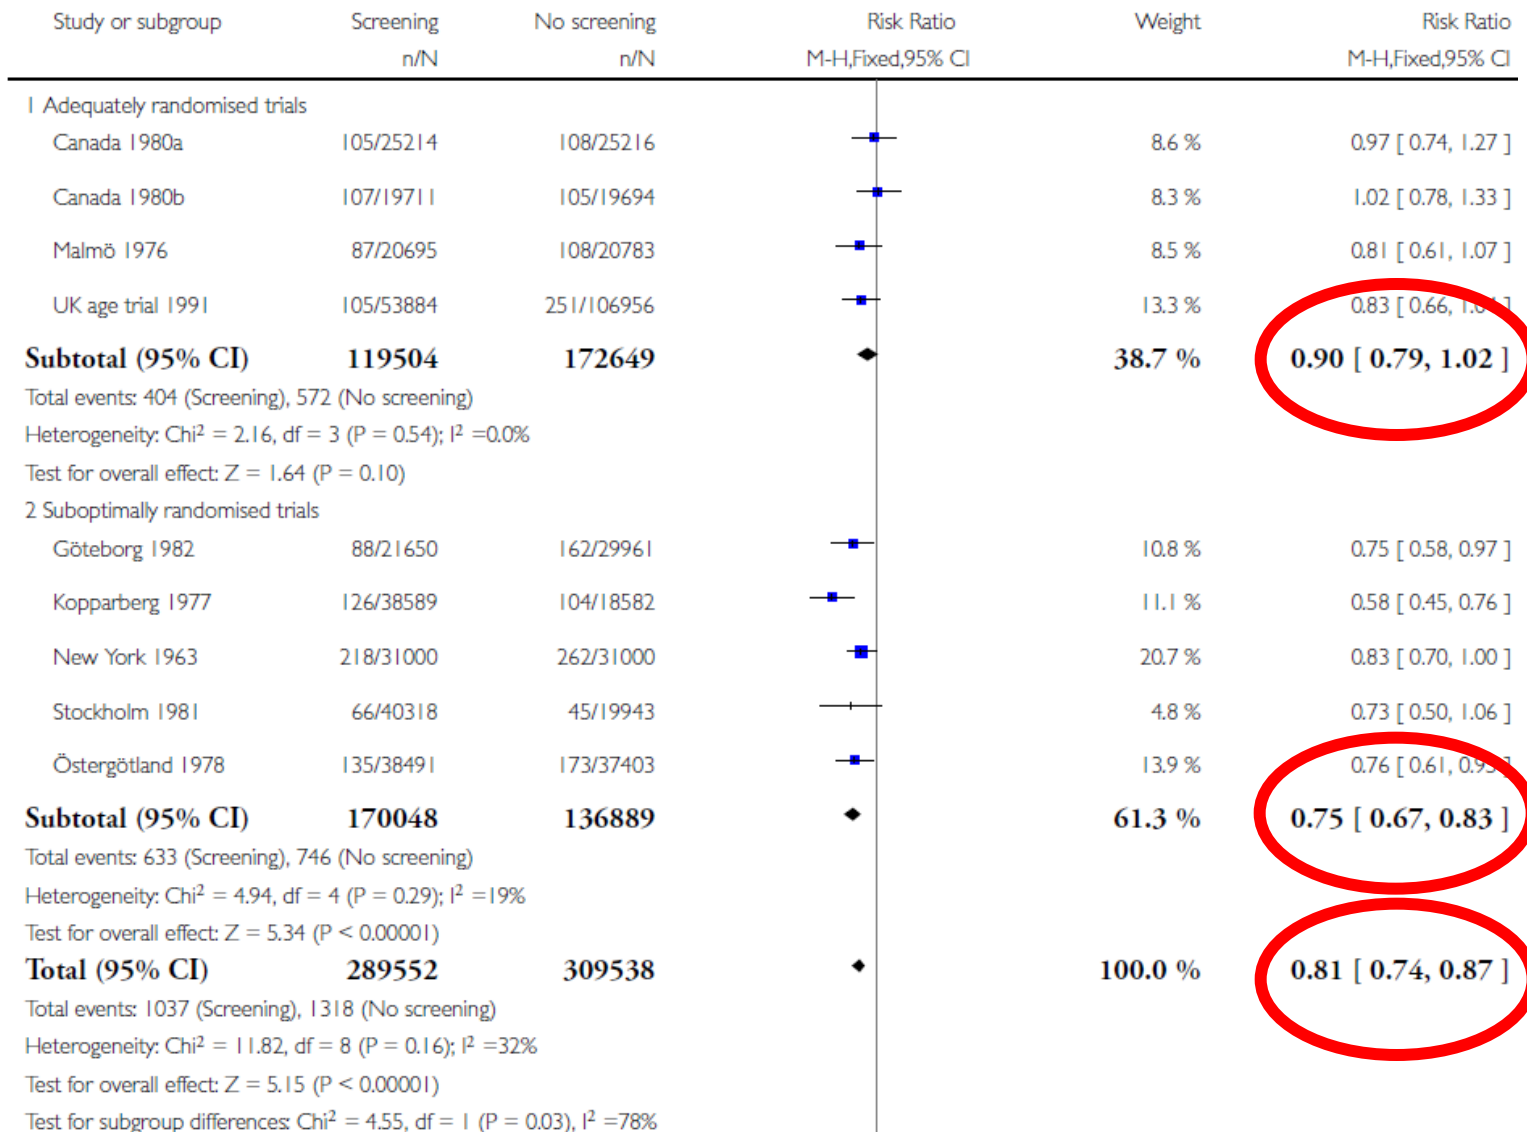 Study or subgroup Screening No screening Risk Ratio Weight Risk Ratio
n/N n/N M-H,Fixed,95% CI M-H,Fixed,95% CI
1 Adequately randomised trials
Canada 1980a 105/25214 108/25216 8.6 % 0.97 [ 0.74, 1.27 ]
Canada 1980b 107/19711 105/19694 8.3 % 1.02 [ 0.78, 1.33 ]
Malmö 1976 87/20695 108/20783 8.5 % 0.81 [ 0.61, 1.07 ]
UK age trial 1991 105/53884 251/106956 13.3 % 0.83 [ 0.66, ]
Subtotal (95% CI) 119504 172649 38.7 % 0.90 [ 0.79, 1.02 ]
Total events: 404 (Screening), 572 (No screening)
Heterogeneity: Chi² = 2.16, df = 3 (P = 0.54); I² =0.0%
Test for overall effect: Z = 1.64 (P = 0.10)
2 Suboptimally randomised trials
Göteborg 1982 88/21650 162/29961 10.8 % 0.75 [ 0.58, 0.97 ]
Kopparberg 1977 126/38589 104/18582 11.1 % 0.58 [ 0.45, 0.76 ]
New York 1963 218/31000 262/31000 20.7 % 0.83 [ 0.70, 1.00 ]
Stockholm 1981 66/40318 45/19943 4.8 % 0.73 [ 0.50, 1.06 ]
Östergötland 1978 135/38491 173/37403 13.9 % 0.76 [ 0.61, ]
Subtotal (95% CI) 170048 136889 61.3 % 0.75 [ 0.67, 0.83 ]
Total events: 633 (Screening), 746 (No screening)
Heterogeneity: Chi² = 4.94, df = 4 (P = 0.29); I² =19%
Test for overall effect: Z = 5.34 (P < 0.00001)
Total (95% CI) 289552 309538 100.0 % 0.81 [ 0.74, 0.87 ]
Total events: 1037 (Screening), 1318 (No screening)
Heterogeneity: Chi² = 11.82, df = 8 (P = 0.16); I² =32%
Test for overall effect: Z = 5.15 (P < 0.00001)
Test for subgroup differences: Chi² = 4.55, df = 1 (P = 0.03), I² =78%